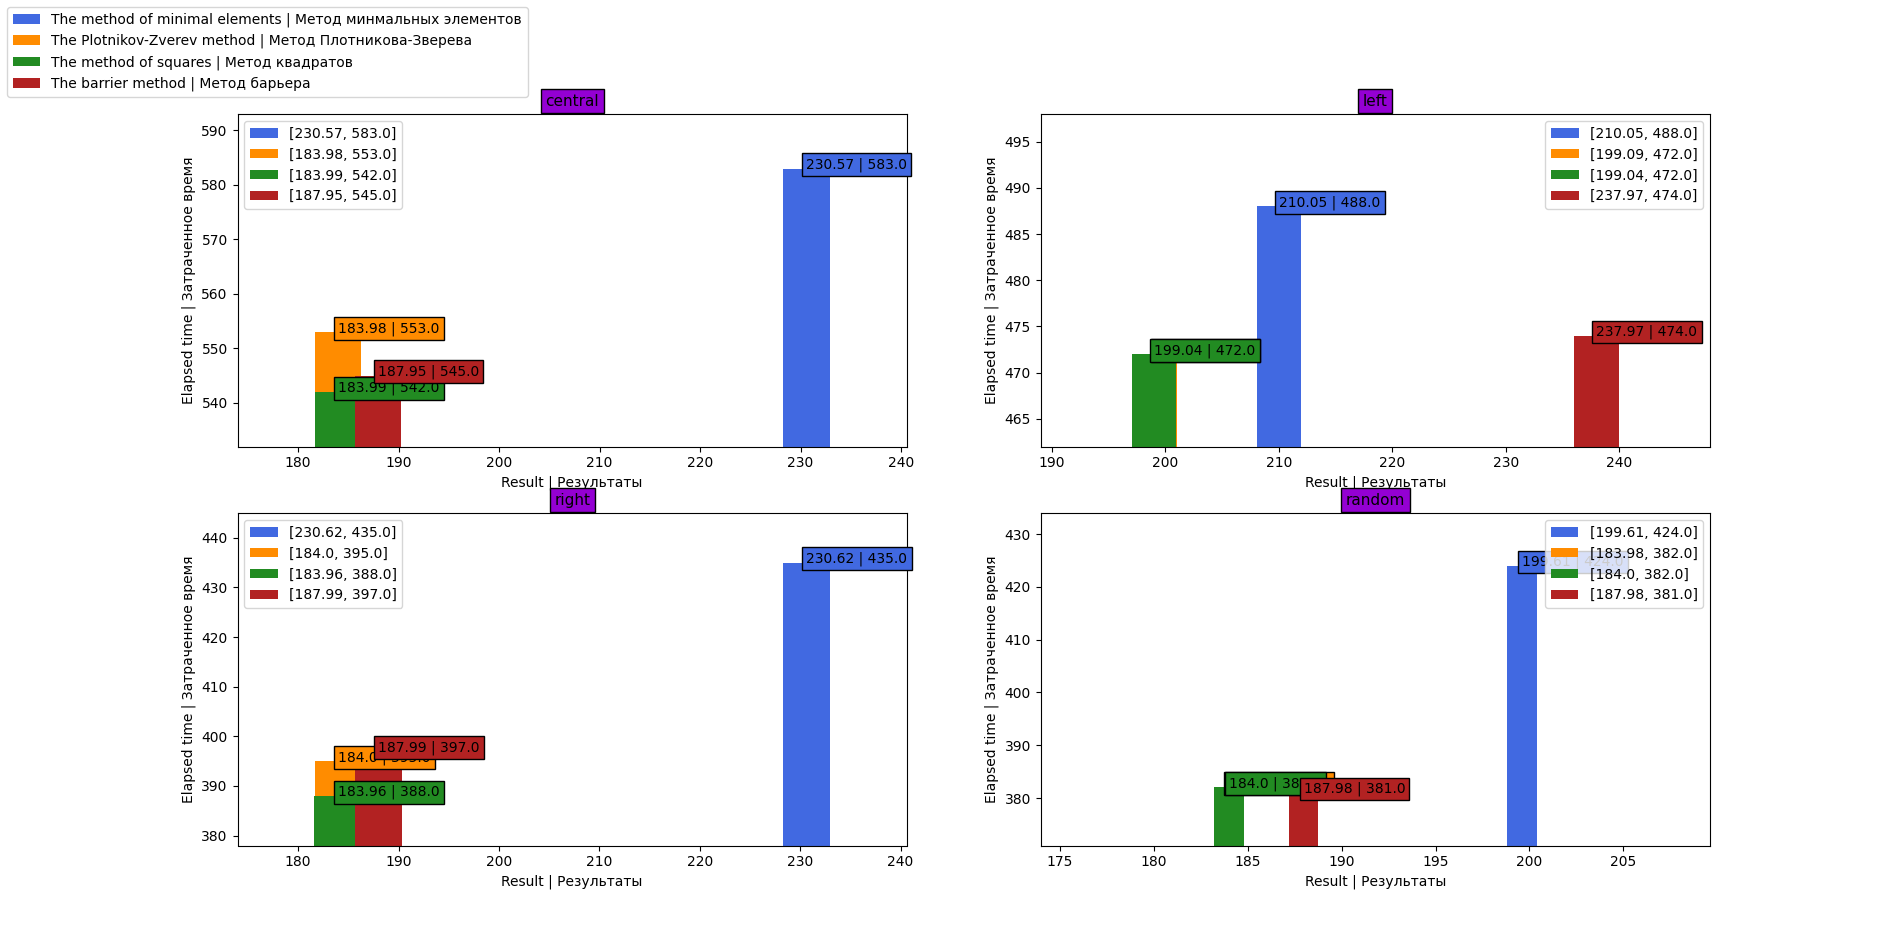 The method of minimal elements | Метод минмальных элементов
The Plotnikov-Zverev method | Метод Плотникова-Зверева
The method of squares | Метод квадратов
The barrier method | Метод барьера
central
Elapsed time | Затраченное время
590
580
570
560
550
540
[230.57, 583.0]
[183.98, 553.0]
[183.99, 542.0]
[187.95, 545.0]
230.57 | 583.0
183.98 | 553.0
187.95 | 545.0
183.99 | 542.0
180 190 200 210 220 230 240
Result | Результаты
left
Elapsed time | Затраченное время
495
490
485
480
475
470
465
[210.05, 488.0]
[199.09, 472.0]
[199.04, 472.0]
[237.97, 474.0]
210.05 | 488.0
237.97 | 474.0
199.04 | 472.0
190 200 210 220 230 240
Result | Результаты
right
Elapsed time | Затраченное время
440
430
420
410
400
390
380
[230.62, 435.0]
[184.0, 395.0]
[183.96, 388.0]
[187.99, 397.0]
230.62 | 435.0
187.99 | 397.0
184.0 | 395.0
183.96 | 388.0
180 190 200 210 220 230 240
Result | Результаты
random
Elapsed time | Затраченное время
430
420
410
400
390
380
[199.61, 424.0]
[183.98, 382.0]
[184.0, 382.0]
[187.98, 381.0]
199.61 | 424.0
184.0 | 38
187.98 | 381.0
175 180 185 190 195 200 205
Result | Результаты